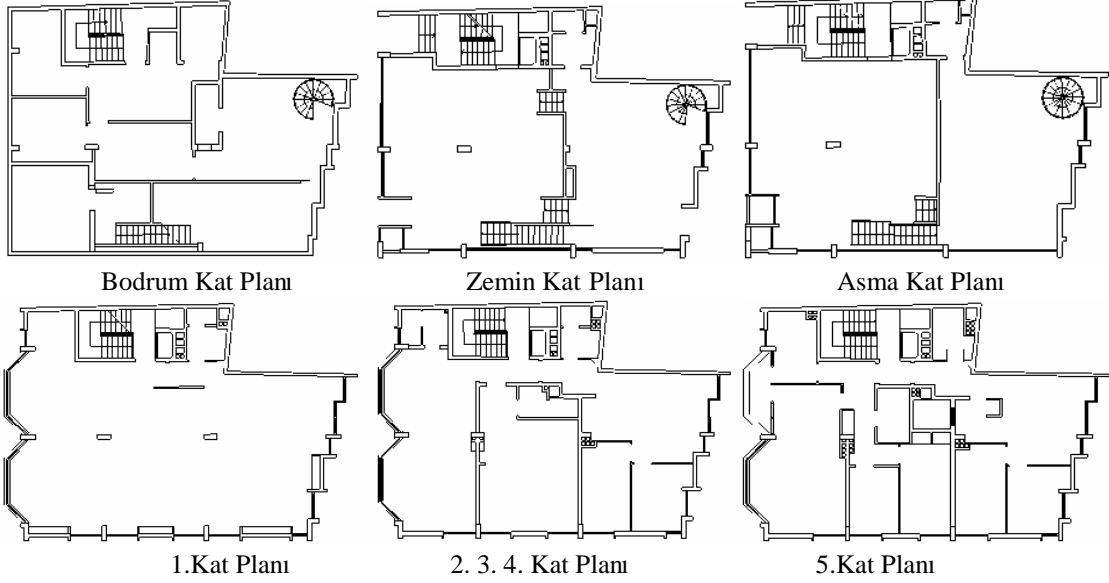 Bodrum Kat Planı
Zemin Kat Planı
Asma Kat Planı
1.Kat Planı
2. 3. 4. Kat Planı
5.Kat Planı